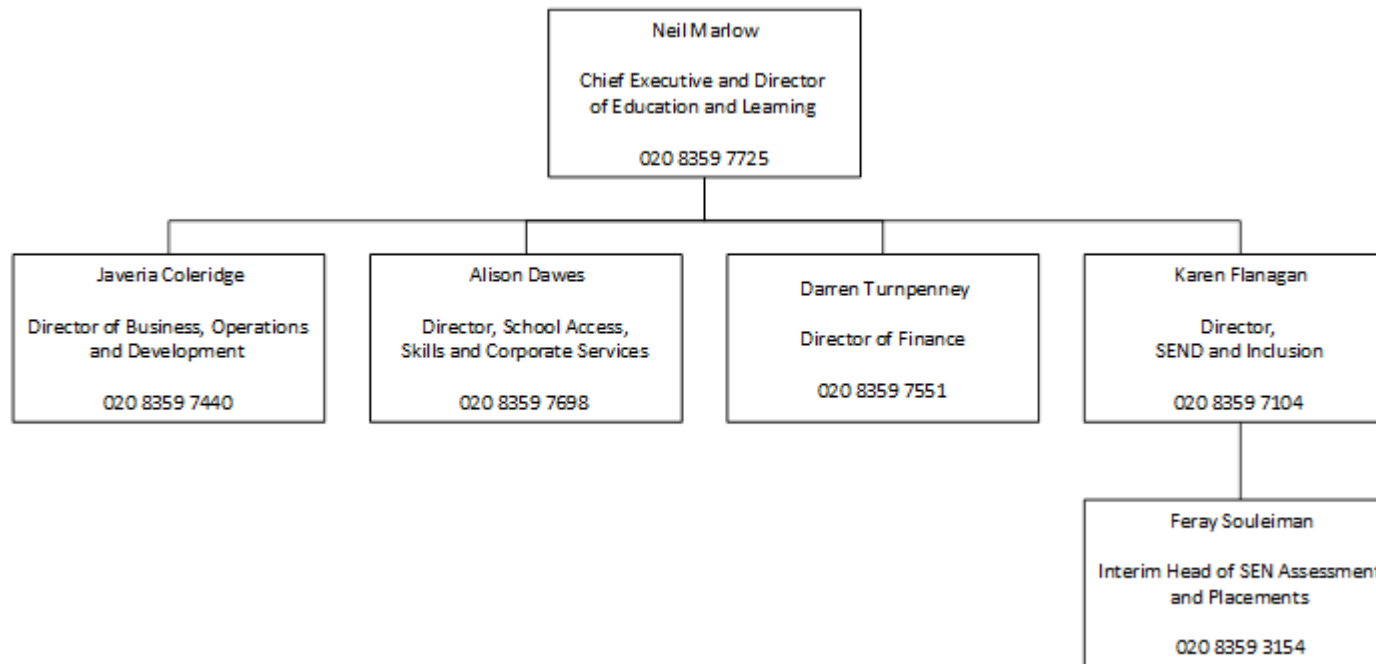 Neil Marlow
Chief Executive and Director
of Education and Learning
020 8359 7725
Javeria Coleridge
Director of Business, Operations
and Development
020 8359 7440
Alison Dawes
Director, School Access,
Skills and Corporate Services
020 8359 7698
Darren Turnpenney
Director of Finance
020 8359 7551
Karen Flanagan
Director,
SEND and Inclusion
020 8359 7104
Feray Souleiman
Interim Head of SEN Assessment
and Placements
020 8359 3154